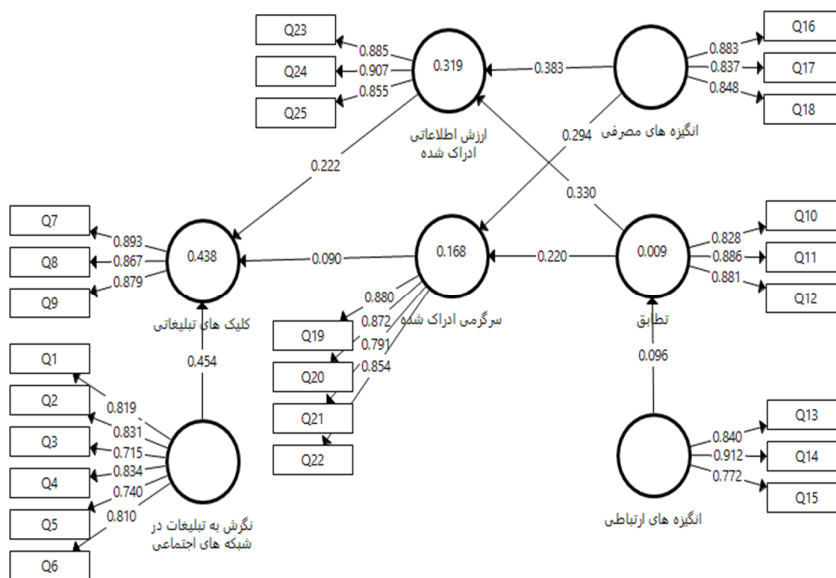 Q23
Q24
Q25
0.885
0.907
0.855
0.319
ارزش اطلاعاتی
ادراک شده
0.383
انگیزه های مصرفی
0.883
0.837
0.848
Q16
Q17
Q18
0.222
0.294
0.330
Q7
Q8
Q9
0.893
0.867
0.879
0.438
کلیک های تبلیغاتی
0.090
0.168
سرگرمی ادراک شده
0.220
0.009
تطابق
0.828
0.886
0.881
Q10
Q11
Q12
0.880
0.872
0.791
0.854
Q19
Q20
Q21
Q22
0.454
0.096
Q1
Q2
Q3
Q4
Q5
Q6
0.819
0.831
0.715
0.834
0.740
0.810
نگرش به تبلیغات در
شبکه های اجتماعی
انگیزه های ارتباطی
0.840
0.912
0.772
Q13
Q14
Q15